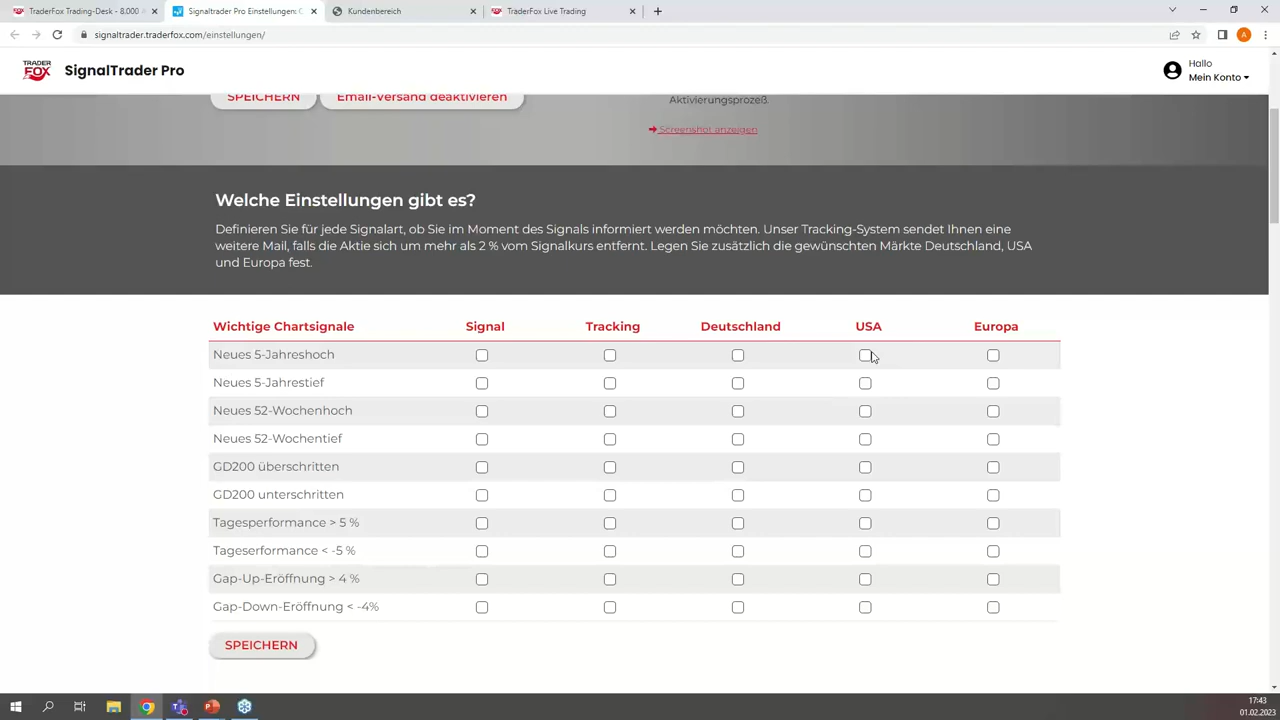 TraderFox Trading-Desk - 8.000 A
Signaltrader Pro Einstellungen: C
Kundenbereich
TraderFox Live Trading
signaltrader.traderfox.com/einstellungen/
A
TRADER
FOX
SignalTrader Pro
Hallo
Mein Konto
SPEICHERN
Email-Versand deaktivieren
Aktivierungsprozeß.
Screenshot anzeigen
Welche Einstellungen gibt es?
Definieren Sie für jede Signalart, ob Sie im Moment des Signals informiert werden möchten. Unser Tracking-System sendet Ihnen eine
weitere Mail, falls die Aktie sich um mehr als 2 % vom Signalkurs entfernt. Legen Sie zusätzlich die gewünschten Märkte Deutschland, USA
und Europa fest.
Wichtige Chartsignale Signal Tracking Deutschland USA Europa
Neues 5-Jahreshoch
Neues 5-Jahrestief
Neues 52-Wochenhoch
Neues 52-Wochentief
GD200 überschritten
GD200 unterschritten
Tagesperformance > 5 %
Tageserformance < -5 %
Gap-Up-Eröffnung > 4 %
Gap-Down-Eröffnung < -4%
SPEICHERN
17:43
01.02.2023